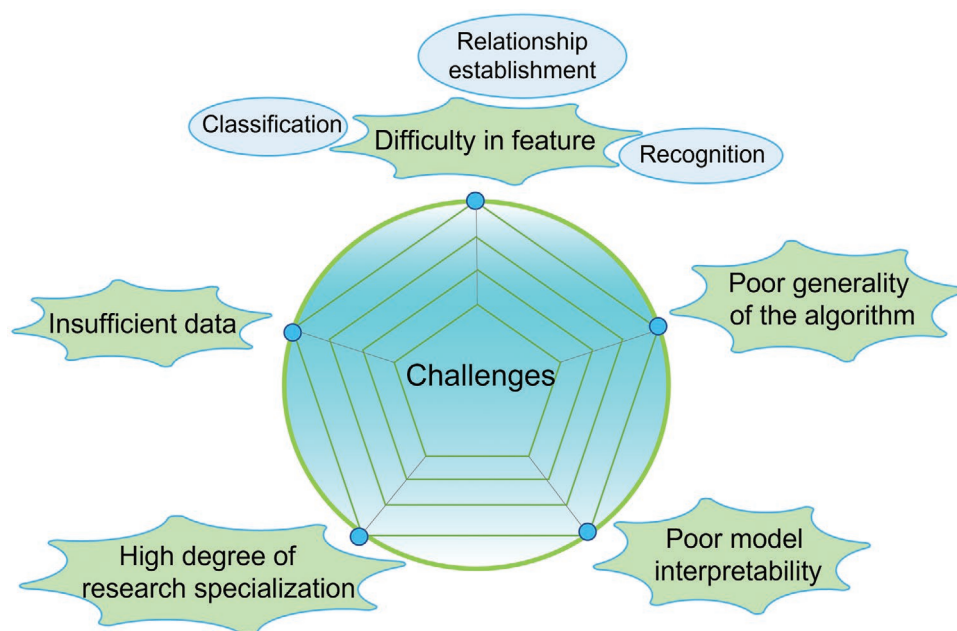 Relationship
establishment
Classification
Difficulty in feature
Recognition
Insufficient data
Poor generality
of the algorithm
Challenges
High degree of
research specialization
Poor model
interpretability